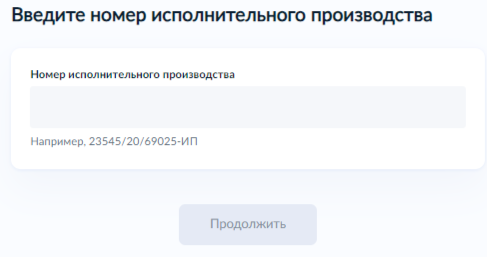 Введите номер исполнительного производства
Номер исполнительного производства
Например, 23545/20/69025-ИП
Продолжить